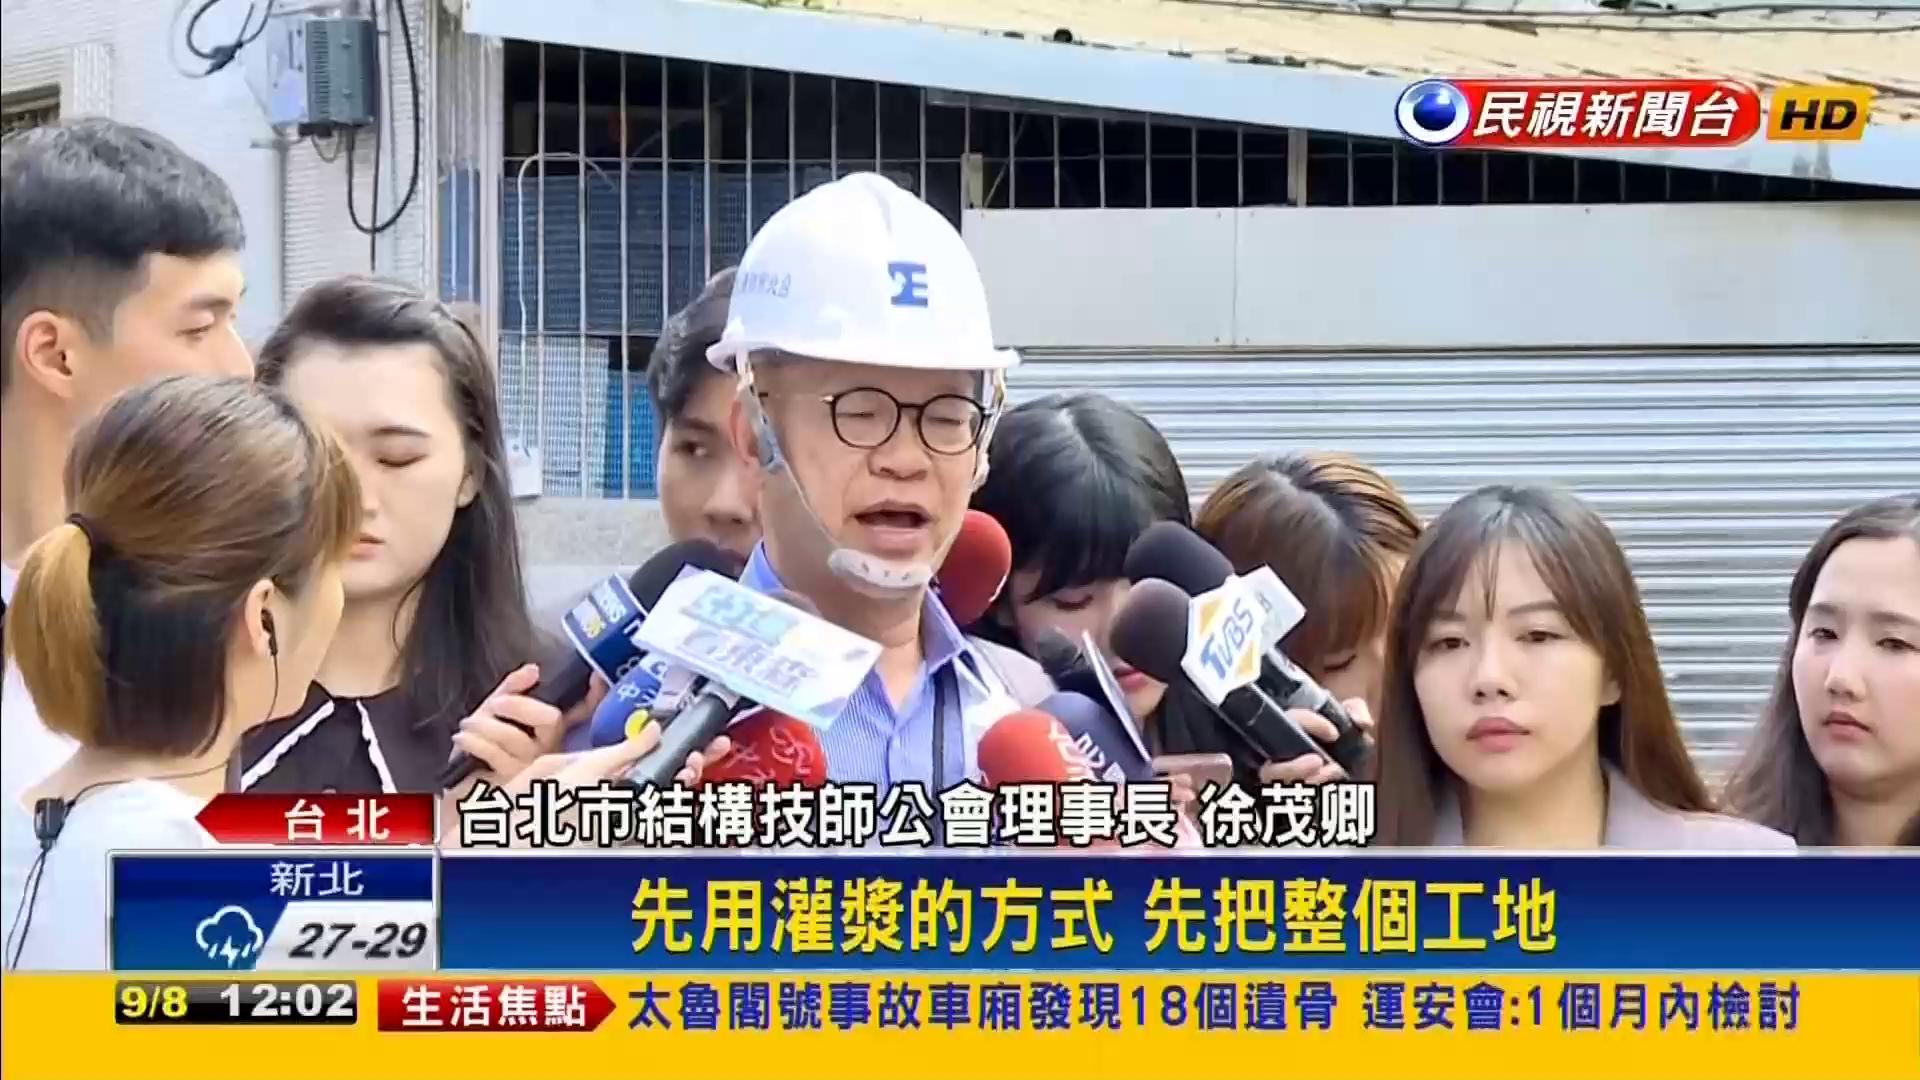 民視新聞台 HD
TVBS
台北
台北市結構技師公會理事長 徐茂卿
新北
27-29
先用灌漿的方式 先把整個工地
9/8 12:02
生活焦點
太魯閣號事故車廂發現18個遺骨 運安會:1個月內檢討